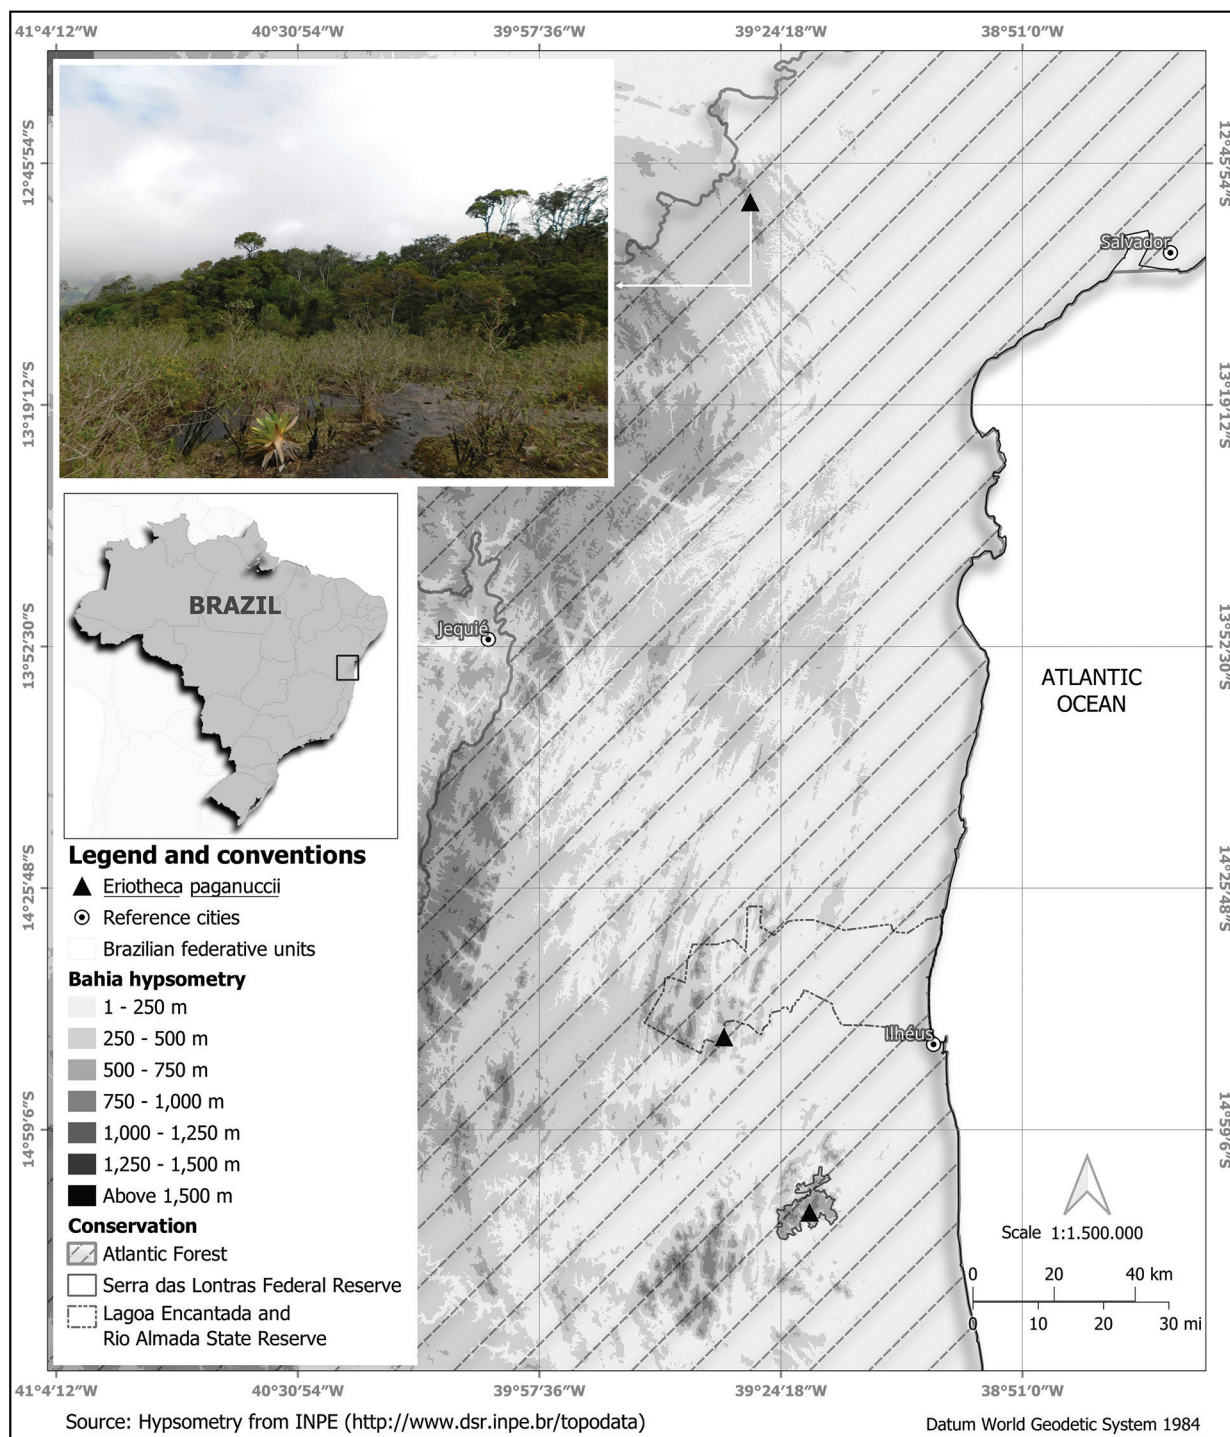 41°4′12″W 40°30′54″W 39°57′36″W 39°24′18″W 38°51′0″W
12°45′54″S
12°45′54″S
Salvador
13°19′12″S
13°19′12″S
BRAZIL
Jequié
13°52′30″S
13°52′30″S
ATLANTIC
OCEAN
Legend and conventions
Eriotheca paganuccii
Reference cities
Brazilian federative units
Bahia hypsometry
1 - 250 m
250 - 500 m
500 - 750 m
750 - 1,000 m
1,000 - 1,250 m
1,250 - 1,500 m
Above 1,500 m
Conservation
Atlantic Forest
Serra das Lontras Federal Reserve
Lagoa Encantada and
Rio Almada State Reserve
14°25′48″S
14°25′48″S
Ilhéus
14°59′6″S
14°59′6″S
Scale 1:1.500.000
0 20 40 km
0 10 20 30 mi
41°4′12″W 40°30′54″W 39°57′36″W 39°24′18″W 38°51′0″W
Source: Hypsometry from INPE (http://www.dsr.inpe.br/topodata)
Datum World Geodetic System 1984